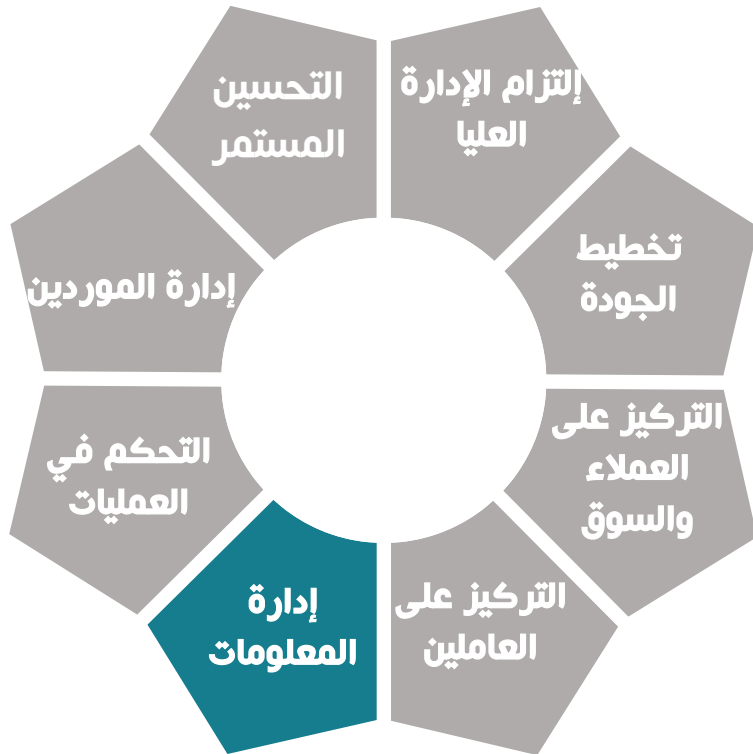 إلتزام الإدارة
العليا
تخطيط
الجودة
التركيز على
العملاء
والسوق
التركيز على
العاملين
إدارة
المعلومات
التحكم في
العمليات
إدارة الموردين
التحسين
المستمر